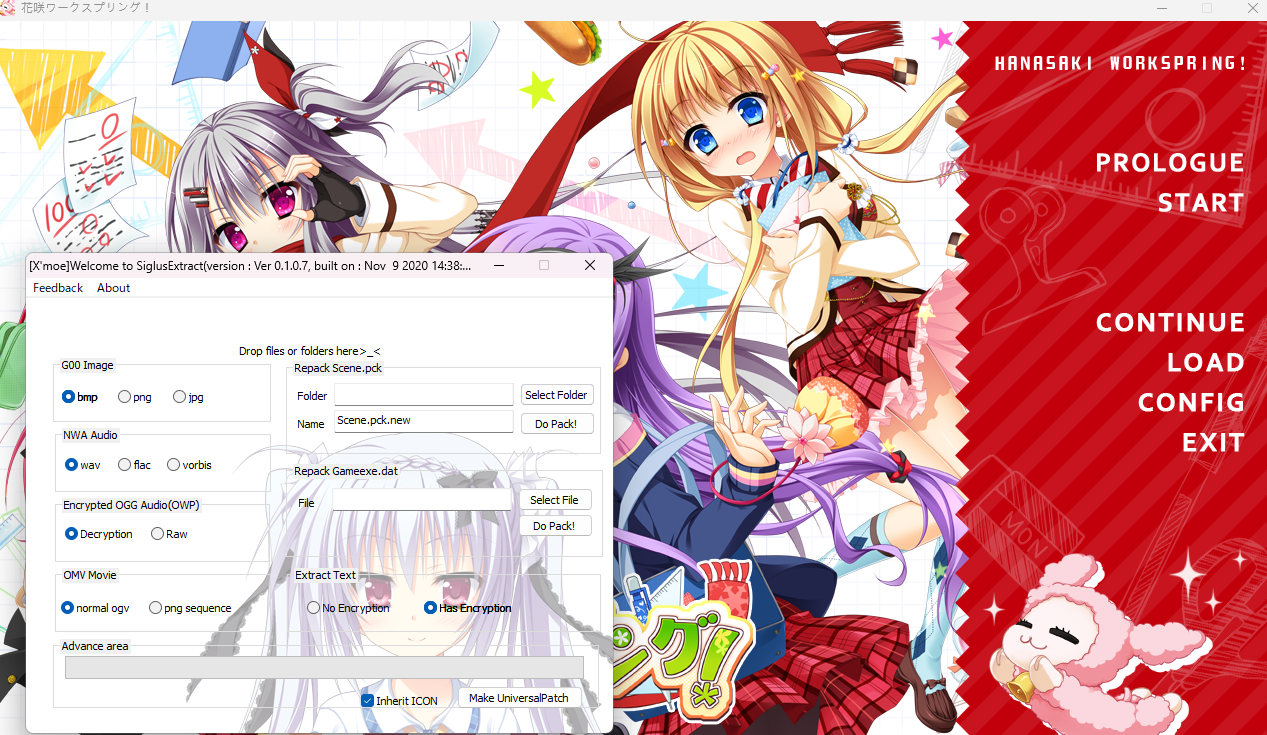 花咲ワークスプリング！
HANASAKI WORKSPRING!
PROLOGUE
START
CONTINUE
LOAD
CONFIG
EXIT
[X'moe]Welcome to SiglusExtract(version : Ver 0.1.0.7, built on : Nov 9 2020 14:38:...
Feedback About
Drop files or folders here>_<
G00 Image
bmp png jpg
NWA Audio
wav flac vorbis
Encrypted OGG Audio(OWP)
Decryption Raw
OMV Movie
normal ogv png sequence
Repack Scene.pck
Folder Select Folder
Name Scene.pck.new Do Pack!
Repack Gameexe.dat
File Select File
Do Pack!
Extract Text
No Encryption Has Encryption
Advance area
Inherit ICON Make UniversalPatch
グ!
MON
100